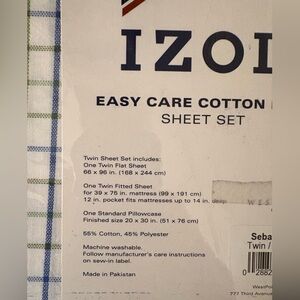 IZOD
EASY CARE COTTON
SHEET SET
Twin Sheet Set includes:
One Twin Flat Sheet
66 x 96 in. (168 x 244 cm)
One Twin Fitted Sheet
for 39 x 75 in. mattress (99 x 191 cm)
12 in. pocket fits mattresses up to 14 in.
One Standard Pillowcase
Finished size 20 x 30 in. (51 x 76 cm)
55% Cotton, 45% Polyester
Machine washable.
Follow manufacturer's care instructions
on sew-in label.
Made in Pakistan
Seba
Twin /
0
WestPo
777 Third Avenue